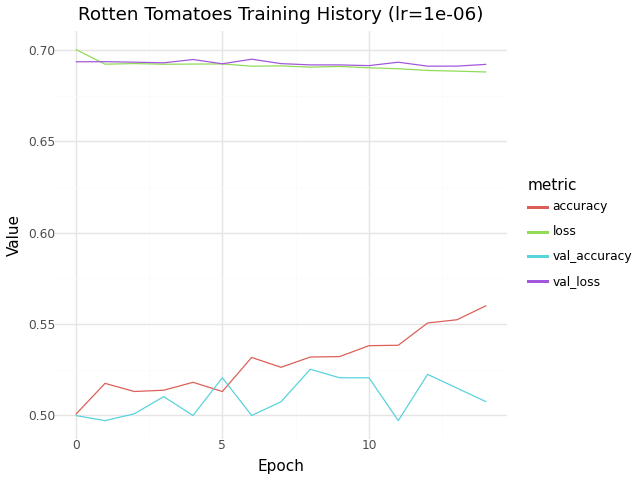 Rotten Tomatoes Training History (lr=1e-06)
0.70
0.65
0.60
0.55
0.50
Value
0
5
10
Epoch
metric
accuracy
loss
val_accuracy
val_loss